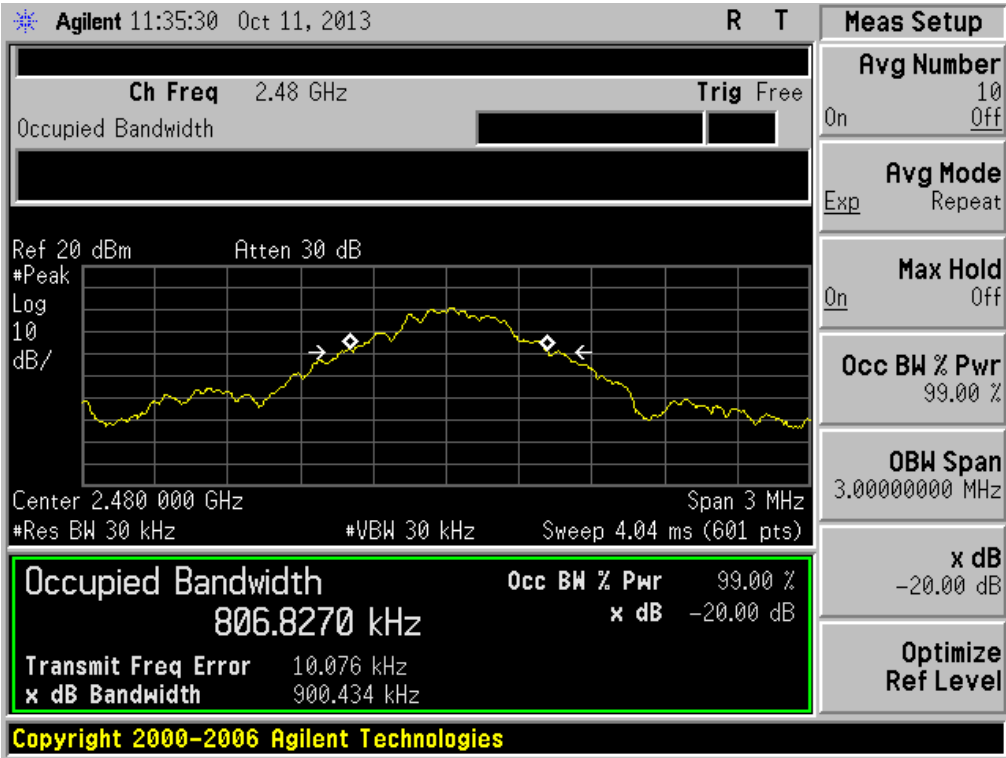 Agilent 11:35:30 Oct 11, 2013 R T
Ch Freq 2.48 GHz Trig Free
Occupied Bandwidth
Ref 20 dBm Atten 30 dB
#Peak
Log
10
dB/
Center 2.480 000 GHz Span 3 MHz
#Res BW 30 kHz #VBW 30 kHz Sweep 4.04 ms (601 pts)
Occupied Bandwidth Occ BW % Pwr 99.00 %
806.8270 kHz x dB -20.00 dB
Transmit Freq Error 10.076 kHz
x dB Bandwidth 900.434 kHz
Copyright 2000-2006 Agilent Technologies
Meas Setup
Avg Number
10
On Off
Avg Mode
Exp Repeat
Max Hold
On Off
Occ BW % Pwr
99.00 %
OBW Span
3.00000000 MHz
x dB
-20.00 dB
Optimize
Ref Level